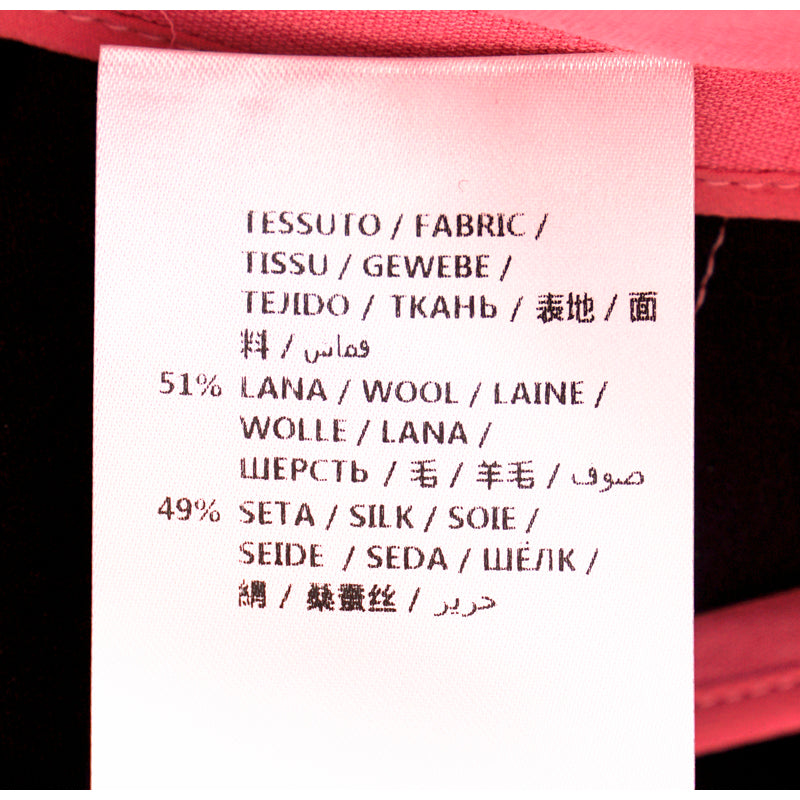 TESSUTO / FABRIC /
TISSU / GEWEBE /
TEJIDO / ТКАНЬ / 表地 / 面
料 / قماس
51% LANA / WOOL / LAINE /
WOLLE / LANA /
ШЕРСТЬ / 毛 / 羊毛 / صوف /
49% SETA / SILK / SOIE /
SEIDE / SEDA / ШЁЛК /
絹 / 桑蚕丝 / حرير